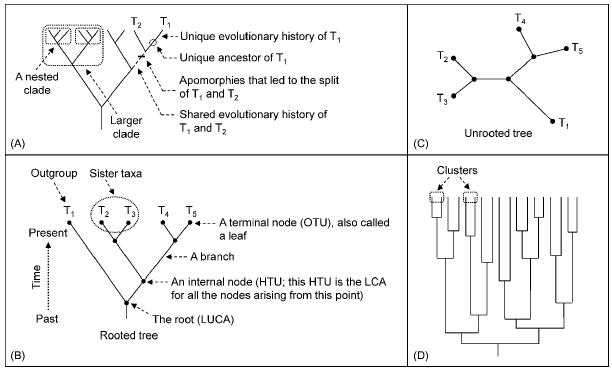 T2 T1
Unique evolutionary history of T1
Unique ancestor of T1
A nested
clade
Apomorphies that led to the split
of T1 and T2
Larger
clade
Shared evolutionary history of
T1 and T2
(A)
T4
T5
T2
T3
T1
Unrooted tree
(C)
Outgroup Sister taxa
T1 T2 T3 T4 T5
Present
A terminal node (OTU), also called
a leaf
A branch
Time
An internal node (HTU; this HTU is the LCA
for all the nodes arising from this point)
Past
The root (LUCA)
Rooted tree
(B)
Clusters
(D)